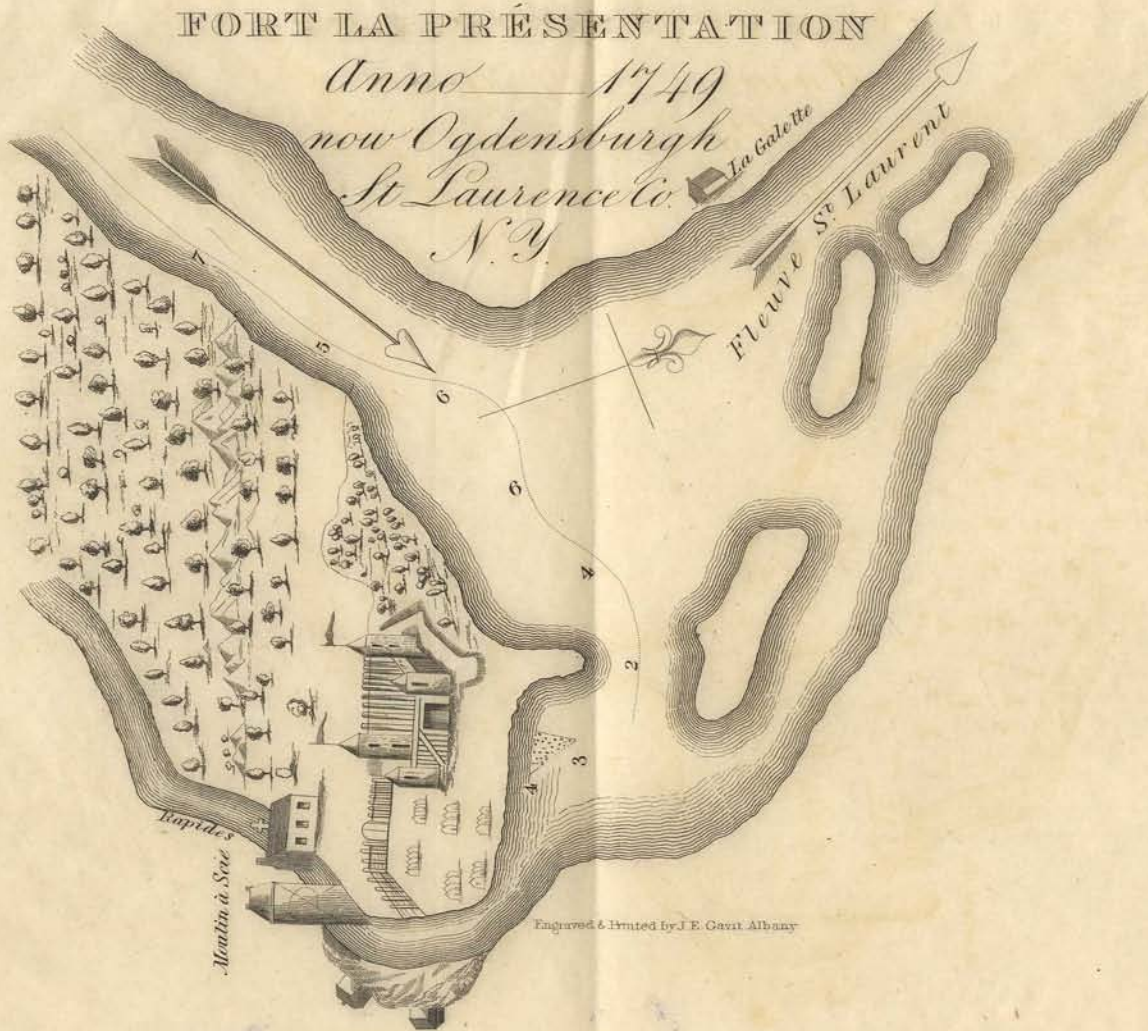 FORT LA PRÉSENTATION
Anno 1749
now Ogdensburgh
St Laurence Co.
N.Y.
La Galette
Fleuve St. Laurent
7
5
6
6
4
2
3
4
Rapides
Moulin à Scie
Engraved & Printed by J.E. Gavit Albany